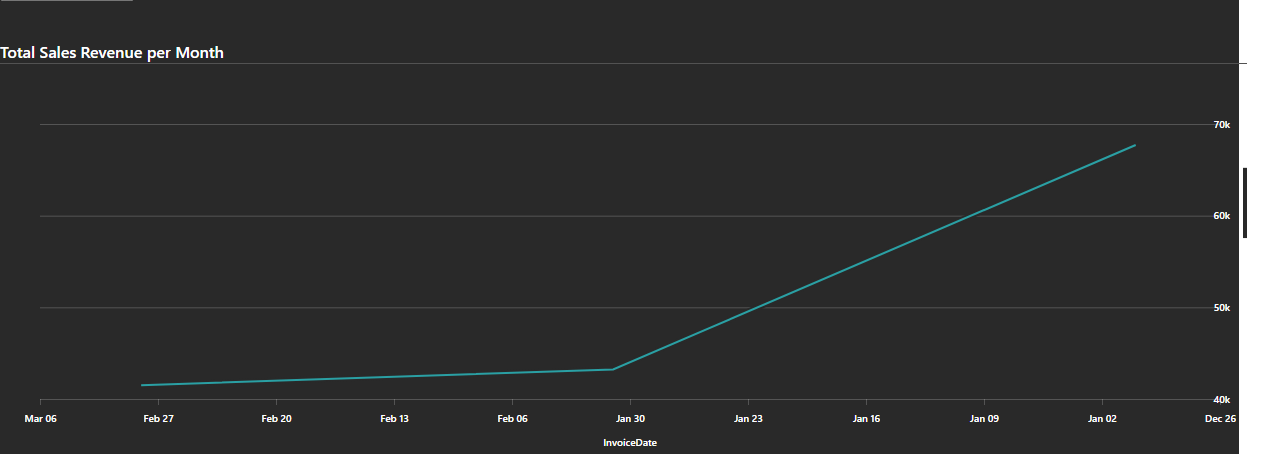 Total Sales Revenue per Month
70k
60k
50k
40k
Mar 06 Feb 27 Feb 20 Feb 13 Feb 06 Jan 30 Jan 23 Jan 16 Jan 09 Jan 02 Dec 26
InvoiceDate